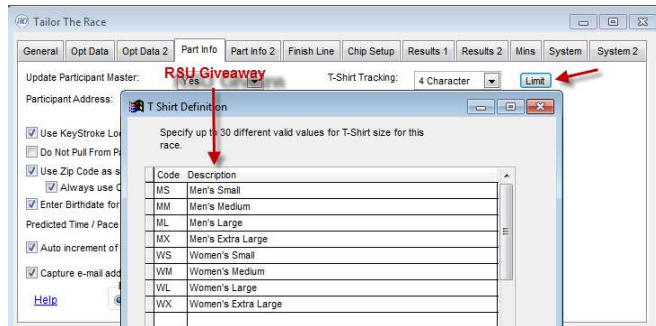 Tailor The Race
General Opt Data Opt Data 2 Part Info Part Info 2 Finish Line Chip Setup Results 1 Results 2 Mins System System 2
Update Participant Master: Yes T-Shirt Tracking: 4 Character Limit
RSU Giveaway
Participant Address:
T Shirt Definition
Use KeyStroke Lo
Specify up to 30 different valid values for T-Shirt size for this
race.
Do Not Pull From P
Use Zip Code as s
Always use
Enter Birthdate for
Predicted Time / Pace
Auto increment of
Capture e-mail add
Help
Code Description
MS Men's Small
MM Men's Medium
ML Men's Large
MX Men's Extra Large
WS Women's Small
WM Women's Medium
WL Women's Large
WX Women's Extra Large